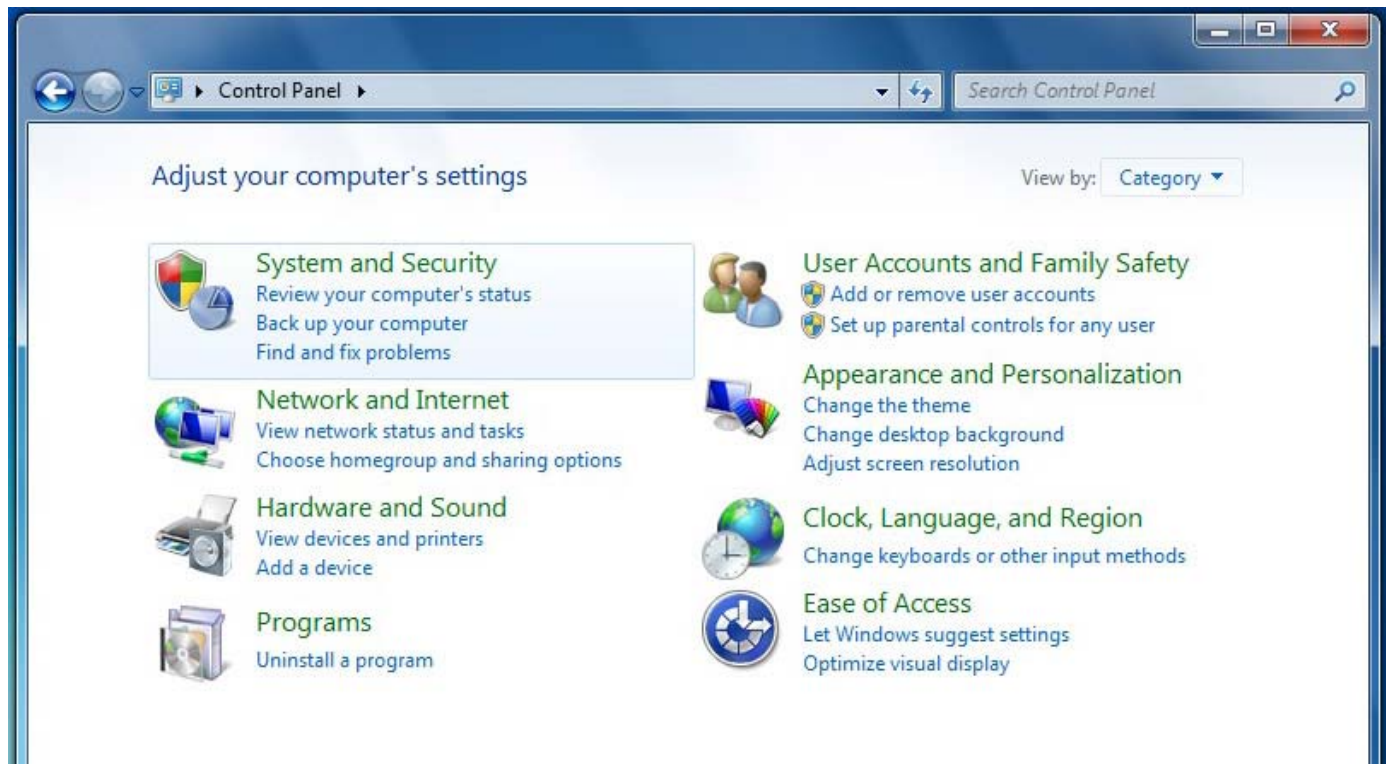 Control Panel
Search Control Panel
Adjust your computer's settings
View by: Category
System and Security
Review your computer's status
Back up your computer
Find and fix problems
Network and Internet
View network status and tasks
Choose homegroup and sharing options
Hardware and Sound
View devices and printers
Add a device
Programs
Uninstall a program
User Accounts and Family Safety
Add or remove user accounts
Set up parental controls for any user
Appearance and Personalization
Change the theme
Change desktop background
Adjust screen resolution
Clock, Language, and Region
Change keyboards or other input methods
Ease of Access
Let Windows suggest settings
Optimize visual display